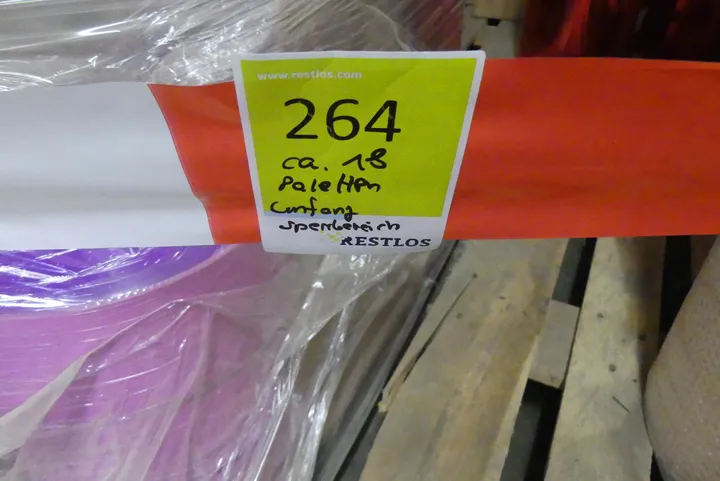 www.restlos.com
264
ca. 18
Paletten
Umfang
Sperrbereich
RESTLOS